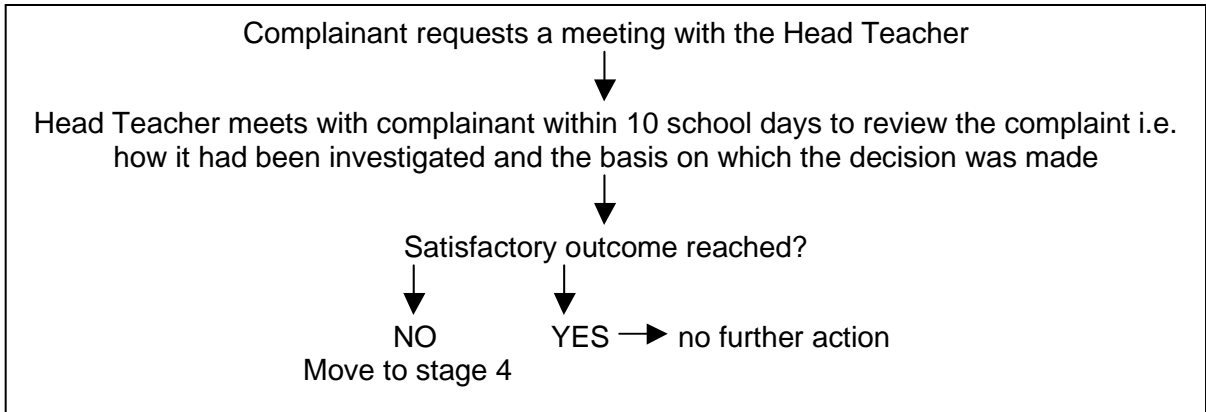 Complainant requests a meeting with the Head Teacher
Head Teacher meets with complainant within 10 school days to review the complaint i.e.
how it had been investigated and the basis on which the decision was made
Satisfactory outcome reached?
NO YES no further action
Move to stage 4